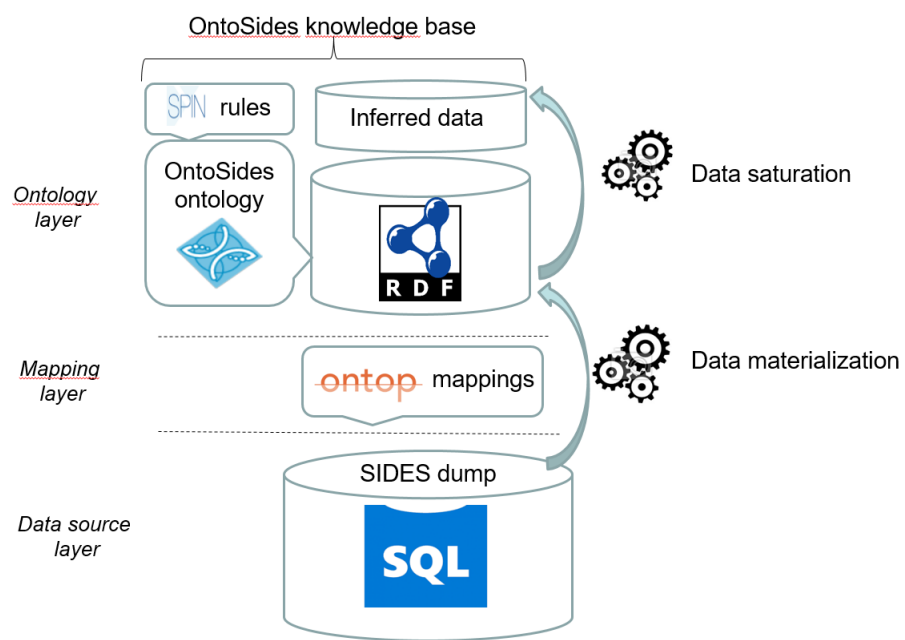 OntoSides knowledge base
SPIN rules
Inferred data
Data saturation
OntoSides
ontology
Ontology
layer
RDF
Mapping
layer
ontop mappings
Data materialization
SIDES dump
Data source
layer
SQL